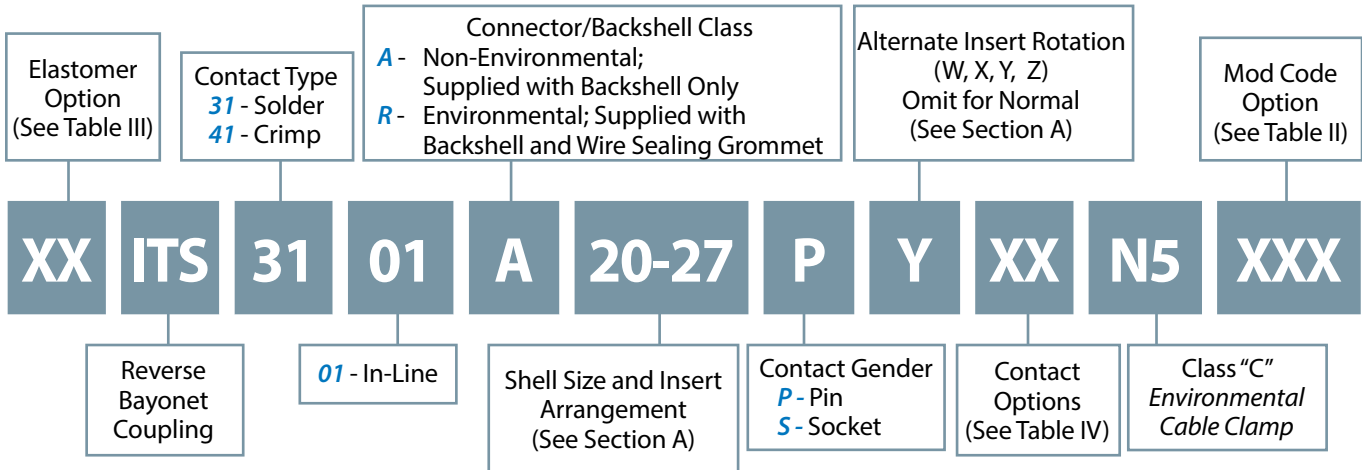 Elastomer
Option
(See Table III)
Contact Type
31 - Solder
41 - Crimp
Connector/Backshell Class
A - Non-Environmental;
Supplied with Backshell Only
R - Environmental; Supplied with
Backshell and Wire Sealing Grommet
Alternate Insert Rotation
(W, X, Y, Z)
Omit for Normal
(See Section A)
Mod Code
Option
(See Table II)
XX ITS 31 01 A 20-27 P Y XX N5 XXX
Reverse
Bayonet
Coupling
01 - In-Line
Shell Size and Insert
Arrangement
(See Section A)
Contact Gender
P - Pin
S - Socket
Contact
Options
(See Table IV)
Class "C"
Environmental
Cable Clamp